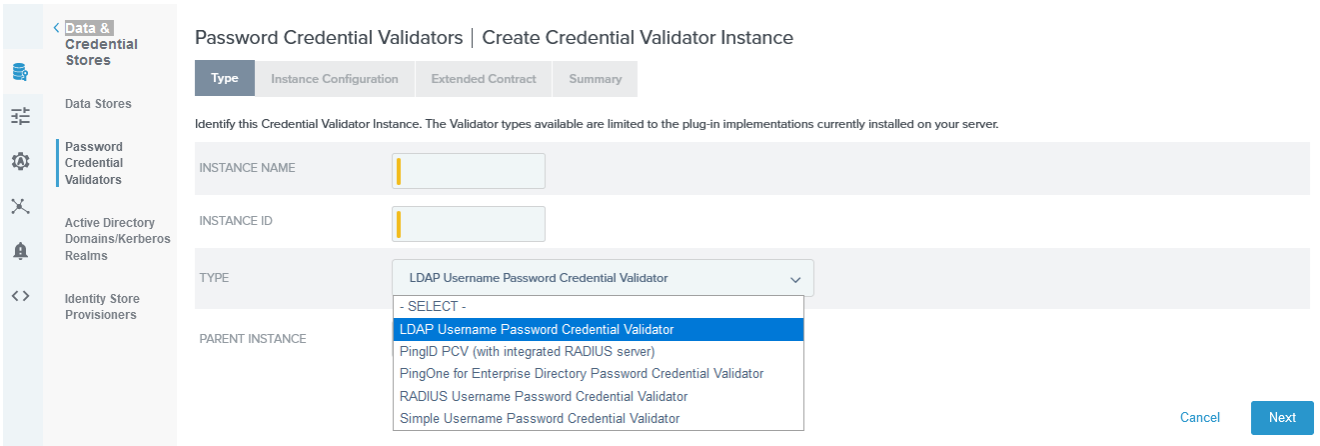 Data &
Credential
Stores
Data Stores
Password
Credential
Validators
Active Directory
Domains/Kerberos
Realms
Identity Store
Provisioners
Password Credential Validators | Create Credential Validator Instance
Type Instance Configuration Extended Contract Summary
Identify this Credential Validator Instance. The Validator types available are limited to the plug-in implementations currently installed on your server.
INSTANCE NAME
INSTANCE ID
TYPE LDAP Username Password Credential Validator
- SELECT -
LDAP Username Password Credential Validator
PingID PCV (with integrated RADIUS server)
PingOne for Enterprise Directory Password Credential Validator
RADIUS Username Password Credential Validator
Simple Username Password Credential Validator
PARENT INSTANCE
Cancel Next